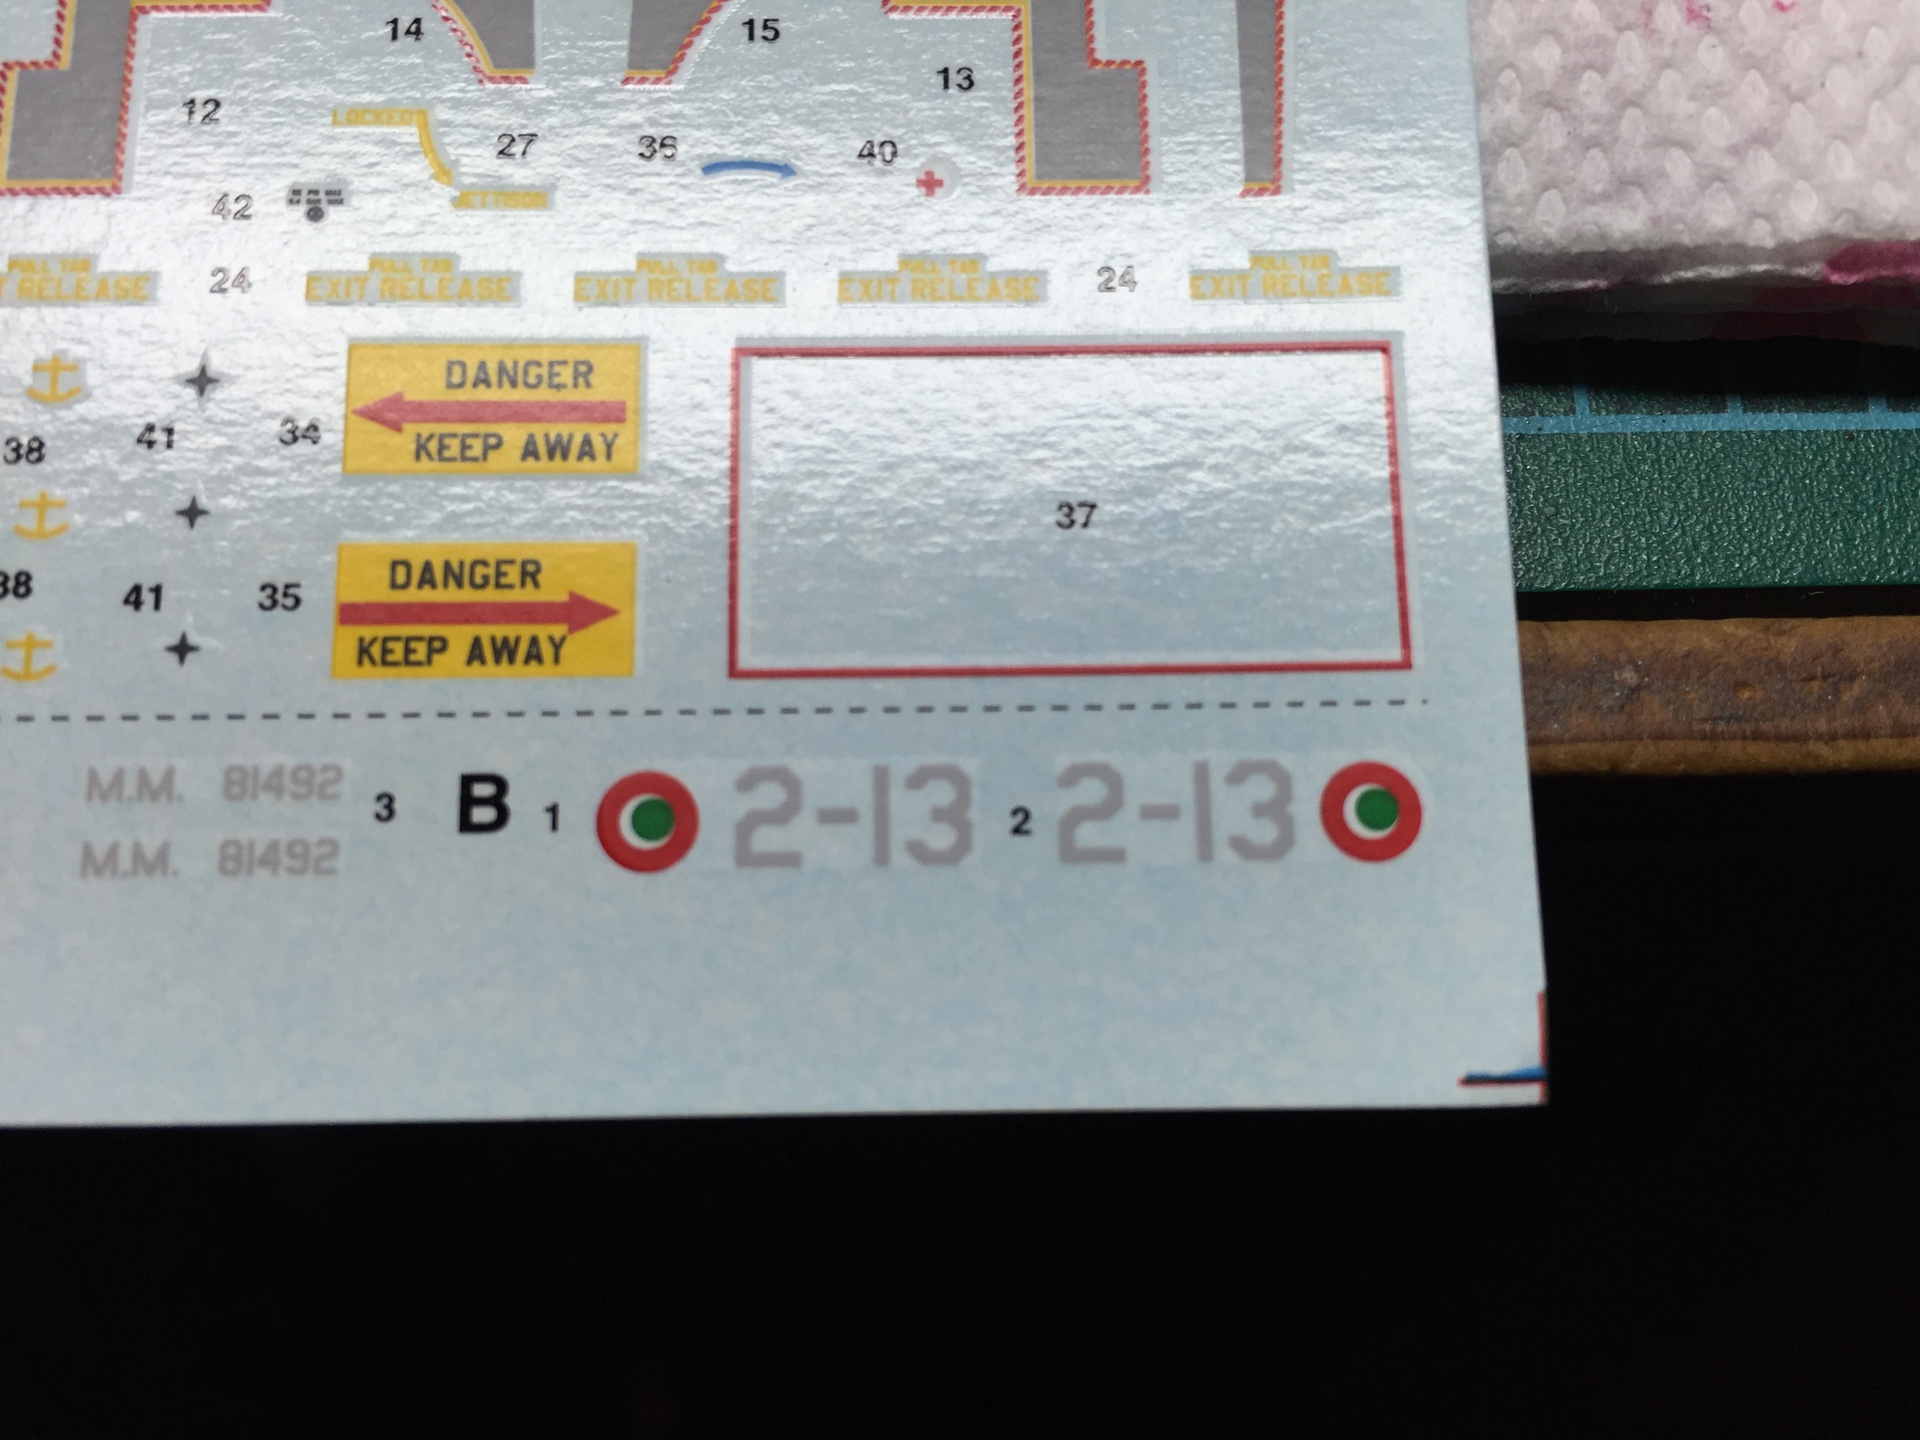 14
15
13
12
LOCKED
27
36
40
42
JETTISON
PULL TAB
RELEASE
24
PULL TAB
EXIT RELEASE
PULL TAB
EXIT RELEASE
PULL TAB
EXIT RELEASE
24
PULL TAB
EXIT RELEASE
38
41
34
DANGER
KEEP AWAY
37
38
41
35
DANGER
KEEP AWAY
M.M. 81492
M.M. 81492
3
B
1
2-13
2
2-13